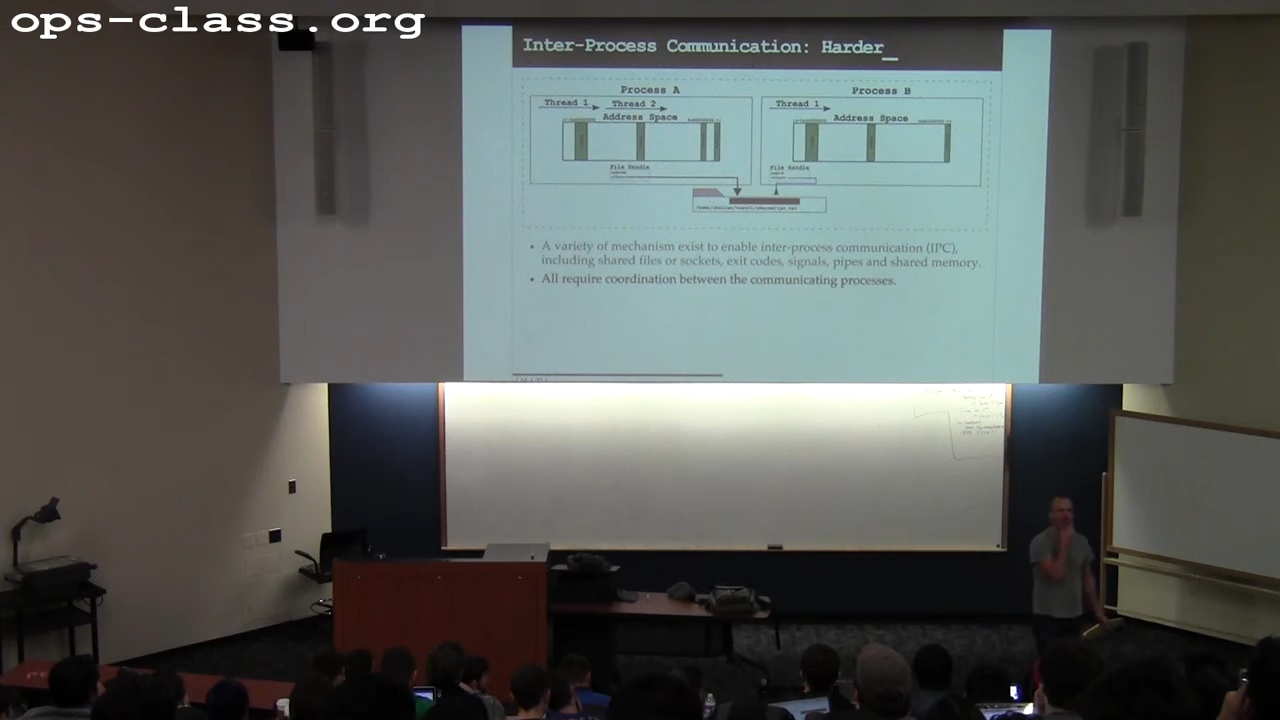 ops-class.org
Inter-Process Communication: Harder_
Process A
Process B
Thread 1
Thread 2
Thread 1
Address Space
Address Space
File Handle
File Handle
• A variety of mechanism exist to enable inter-process communication (IPC),
including shared files or sockets, exit codes, signals, pipes and shared memory.
• All require coordination between the communicating processes.